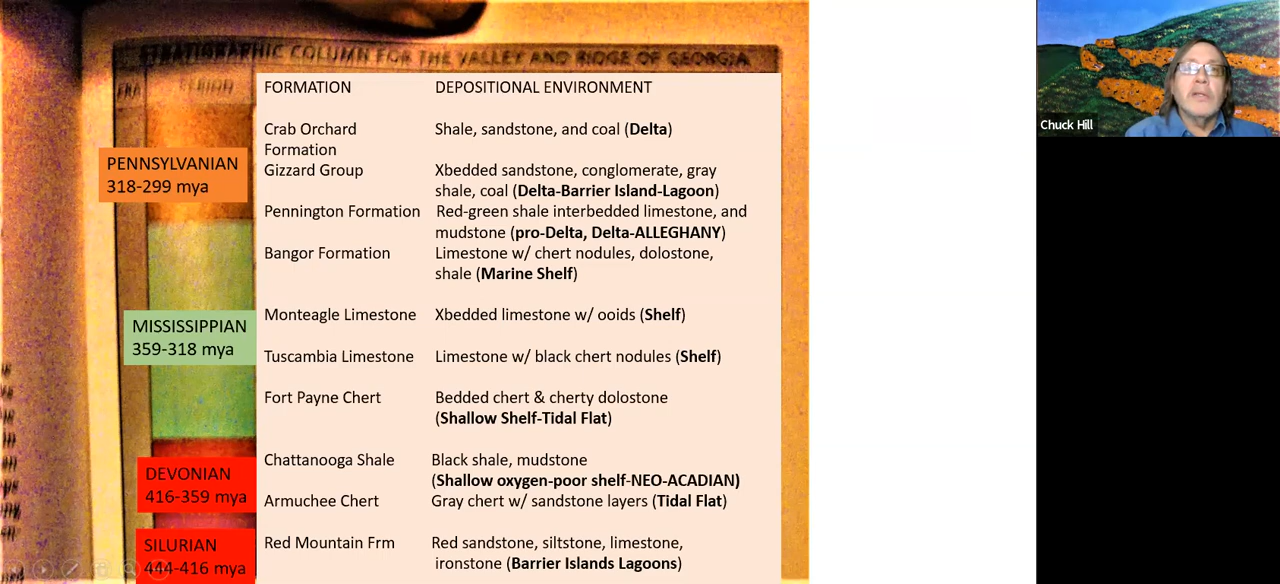 STRATIGRAPHIC COLUMN FOR THE VALLEY AND RIDGE OF GEORGIA
ERA PERIOD
FORMATION DEPOSITIONAL ENVIRONMENT
Crab Orchard Shale, sandstone, and coal (Delta)
Formation
Gizzard Group Xbedded sandstone, conglomerate, gray
shale, coal (Delta-Barrier Island-Lagoon)
Pennington Formation Red-green shale interbedded limestone, and
mudstone (pro-Delta, Delta-ALLEGHANY)
Bangor Formation Limestone w/ chert nodules, dolostone,
shale (Marine Shelf)
Monteagle Limestone Xbedded limestone w/ ooids (Shelf)
Tuscambia Limestone Limestone w/ black chert nodules (Shelf)
Fort Payne Chert Bedded chert & cherty dolostone
(Shallow Shelf-Tidal Flat)
Chattanooga Shale Black shale, mudstone
(Shallow oxygen-poor shelf-NEO-ACADIAN)
Armuchee Chert Gray chert w/ sandstone layers (Tidal Flat)
Red Mountain Frm Red sandstone, siltstone, limestone,
ironstone (Barrier Islands Lagoons)
PENNSYLVANIAN
318-299 mya
MISSISSIPPIAN
359-318 mya
DEVONIAN
416-359 mya
SILURIAN
444-416 mya
Chuck Hill